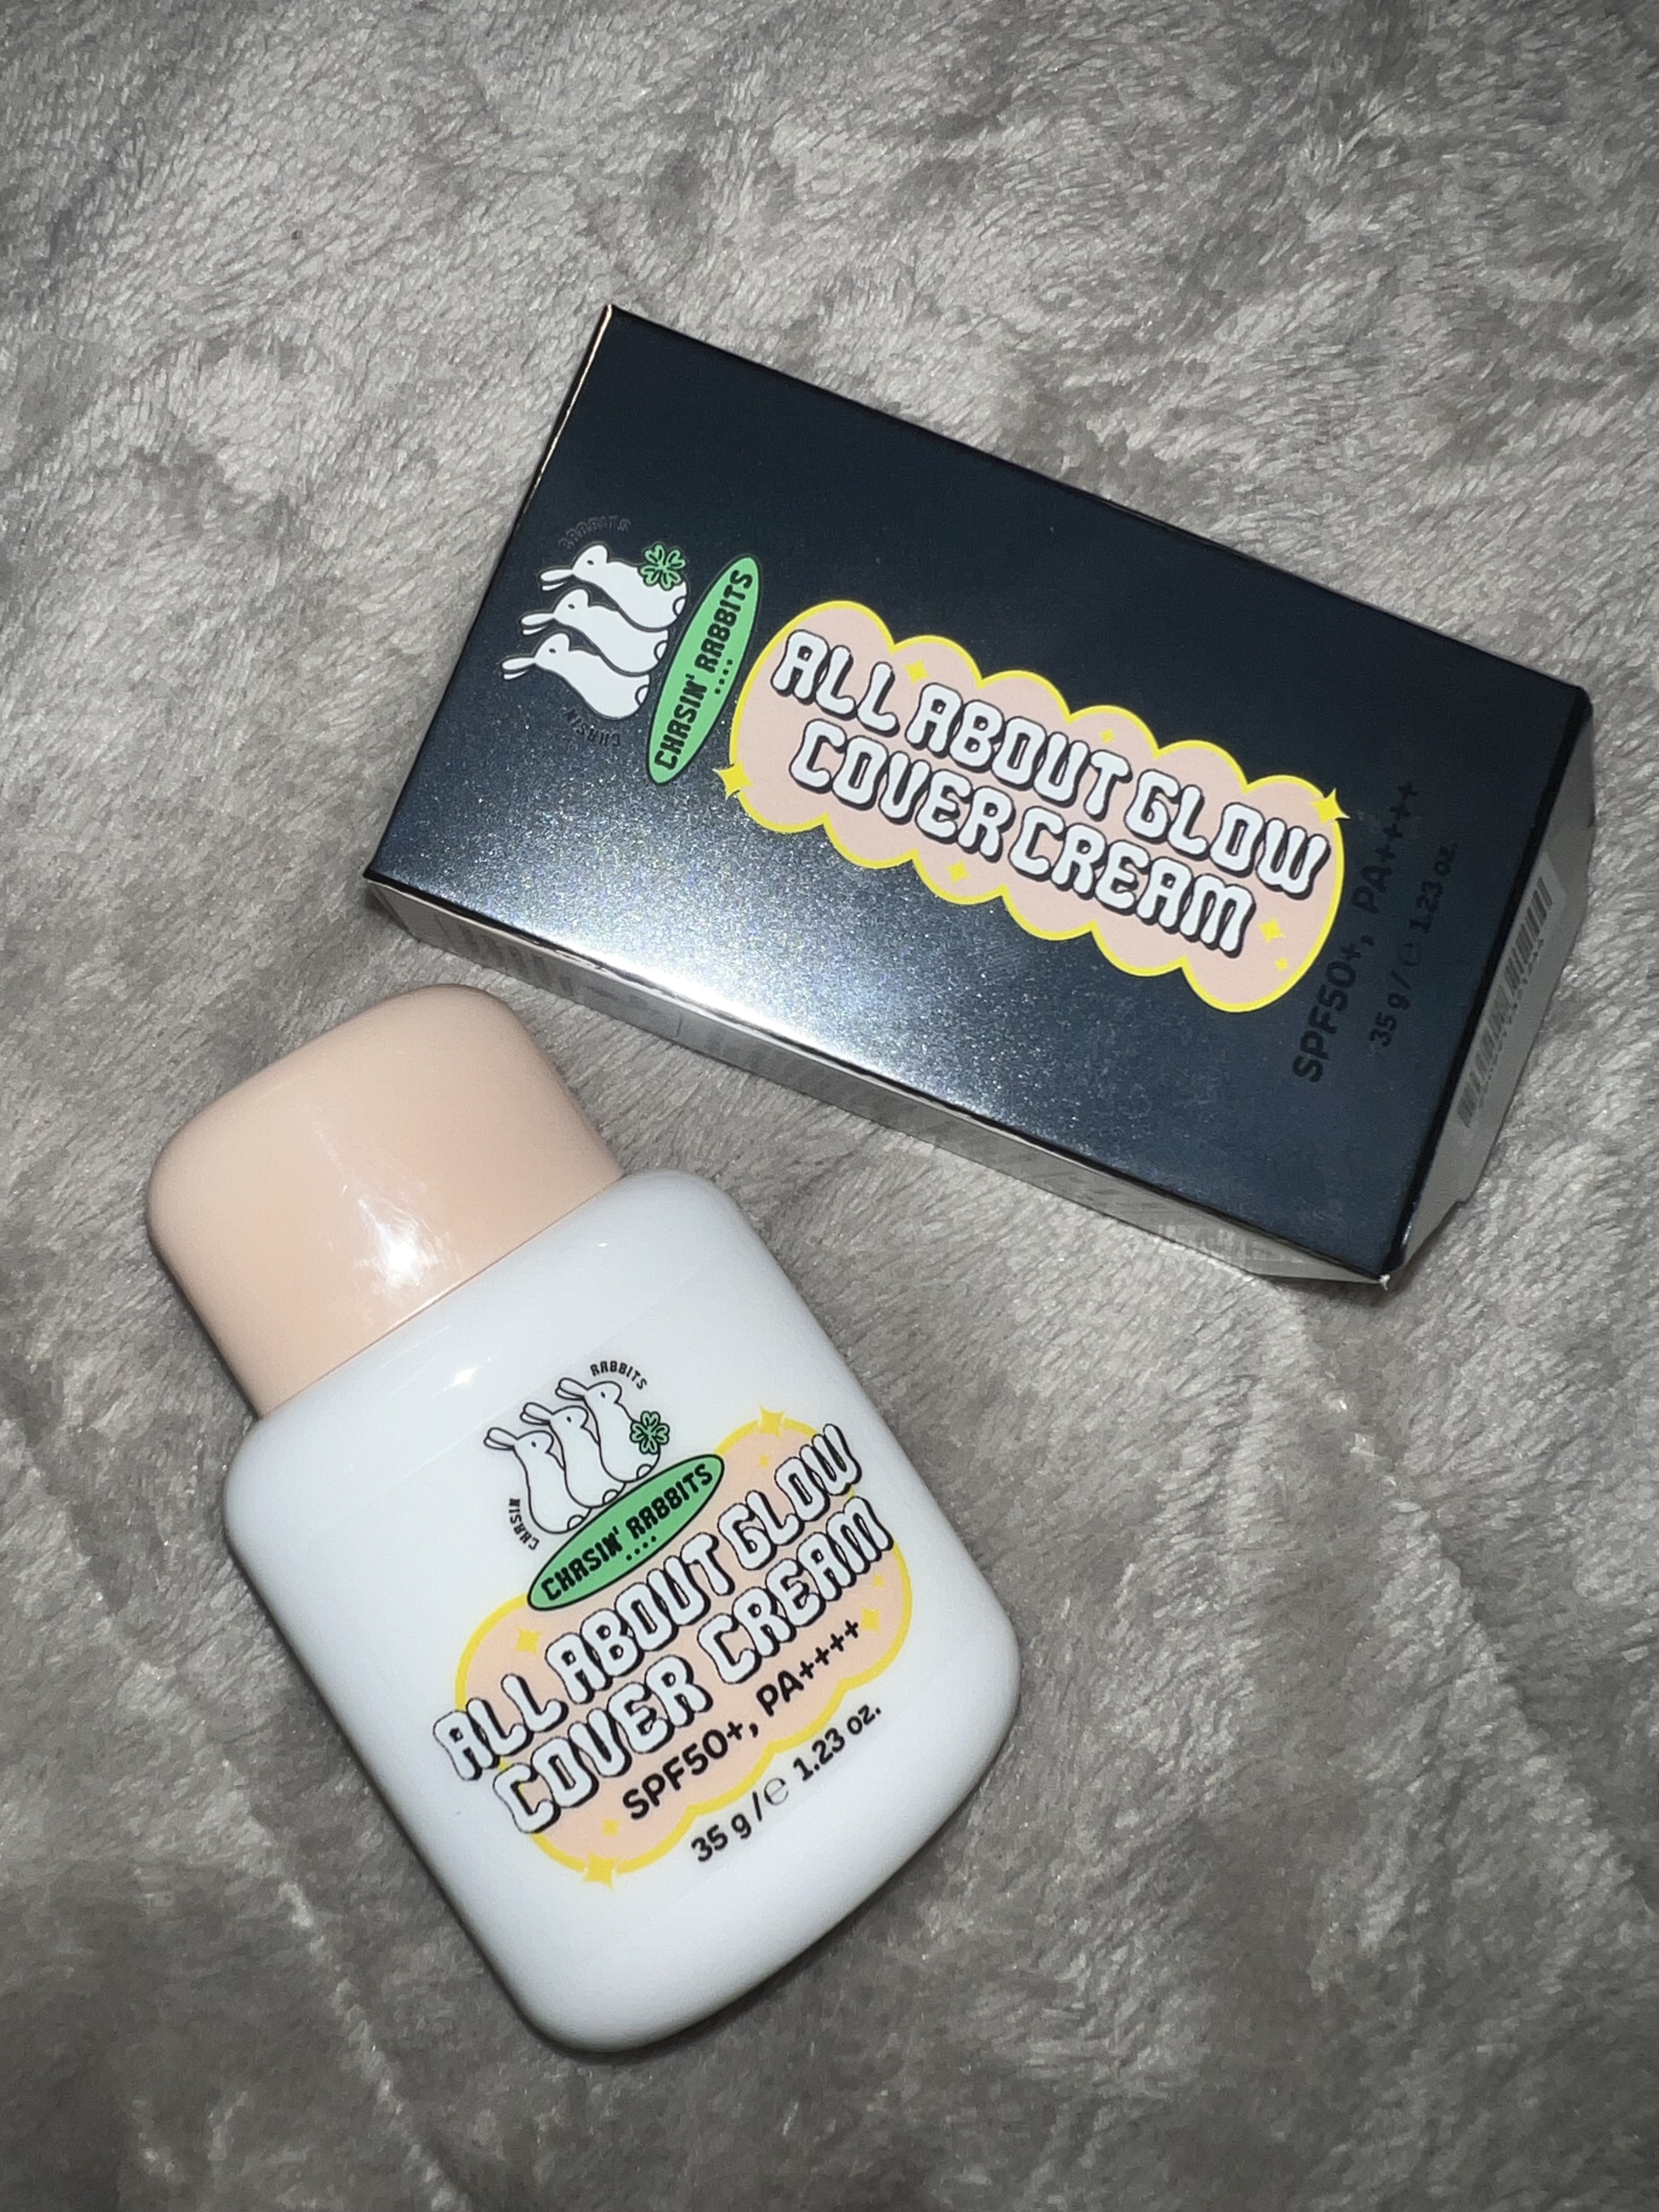 CHASIN'
RABBITS
CHASIN' RABBITS
ALL ABOUT GLOW
COVER CREAM
SPF50+, PA++++
35 g / ℮ 1.23 oz.
CHASIN'
RABBITS
CHASIN' RABBITS
ALL ABOUT GLOW
COVER CREAM
SPF50+, PA++++
35 g / ℮ 1.23 oz.